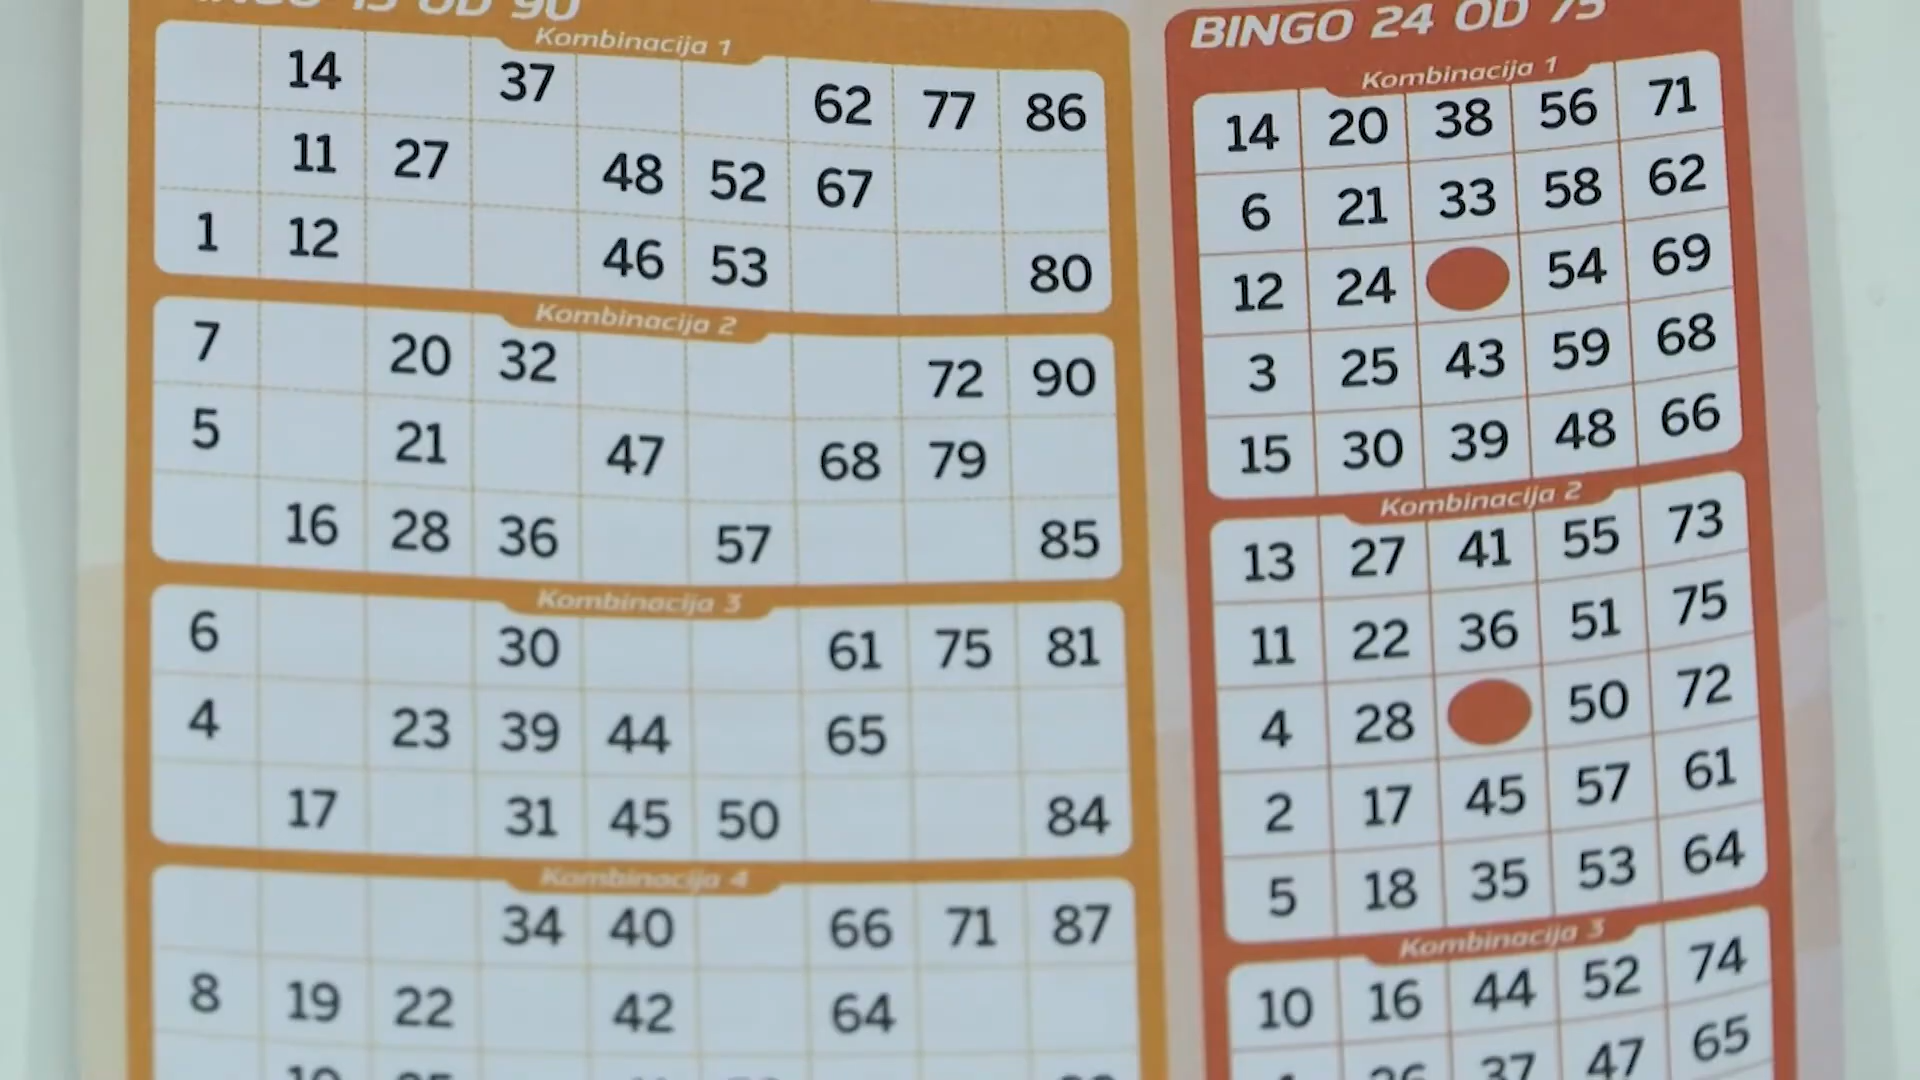 BINGO 15 OD 90
Kombinacija 1
14 37 62 77 86
11 27 48 52 67
1 12 46 53 80
Kombinacija 2
7 20 32 72 90
5 21 47 68 79
16 28 36 57 85
Kombinacija 3
6 30 61 75 81
4 23 39 44 65
17 31 45 50 84
Kombinacija 4
34 40 66 71 87
8 19 22 42 64
BINGO 24 OD 75
Kombinacija 1
14 20 38 56 71
6 21 33 58 62
12 24 54 69
3 25 43 59 68
15 30 39 48 66
Kombinacija 2
13 27 41 55 73
11 22 36 51 75
4 28 50 72
2 17 45 57 61
5 18 35 53 64
Kombinacija 3
10 16 44 52 74
37 47 65